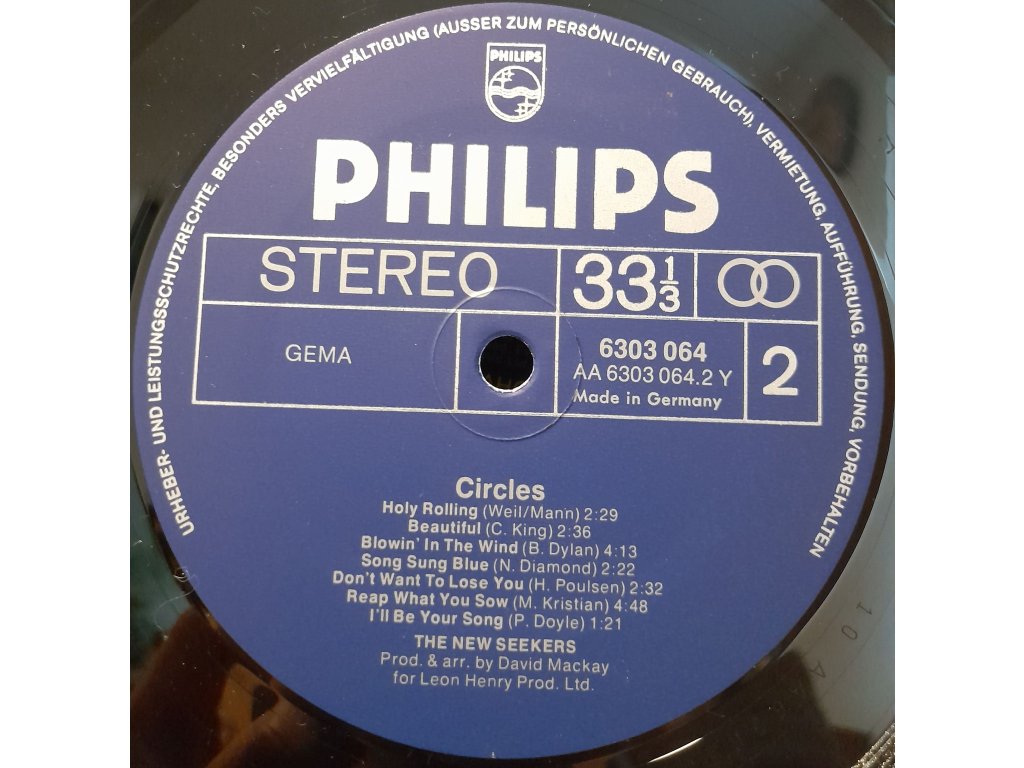 URHEBER- UND LEISTUNGSSCHUTZRECHTE, BESONDERS VERVIELFÄLTIGUNG (AUSSER ZUM PERSÖNLICHEN GEBRAUCH), VERMIETUNG, AUFFÜHRUNG, SENDUNG, VORBEHALTEN
PHILIPS
PHILIPS
STEREO
33 1/3
GEMA
6303 064
AA 6303 064.2 Y
Made in Germany
2
Circles
Holy Rolling (Weil/Mann) 2:29
Beautiful (C. King) 2:36
Blowin' In The Wind (B. Dylan) 4:13
Song Sung Blue (N. Diamond) 2:22
Don't Want To Lose You (H. Poulsen) 2:32
Reap What You Sow (M. Kristian) 4:48
I'll Be Your Song (P. Doyle) 1:21
THE NEW SEEKERS
Prod. & arr. by David Mackay
for Leon Henry Prod. Ltd.